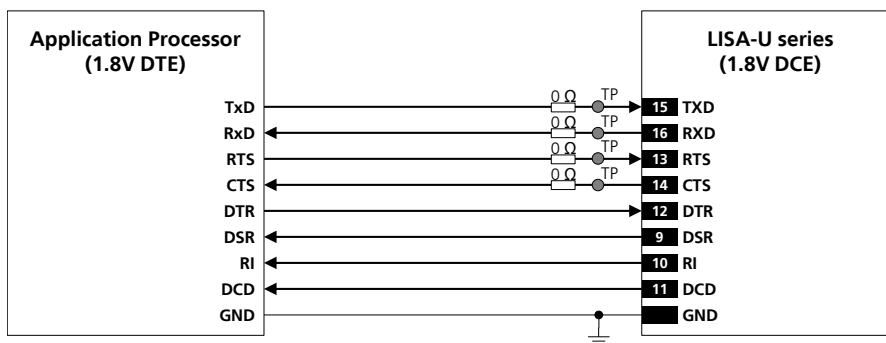 Application Processor
(1.8V DTE)
LISA-U series
(1.8V DCE)
TxD 0 Ω TP 15 TXD
RxD 0 Ω TP 16 RXD
RTS 0 Ω TP 13 RTS
CTS 0 Ω TP 14 CTS
DTR 12 DTR
DSR 9 DSR
RI 10 RI
DCD 11 DCD
GND GND